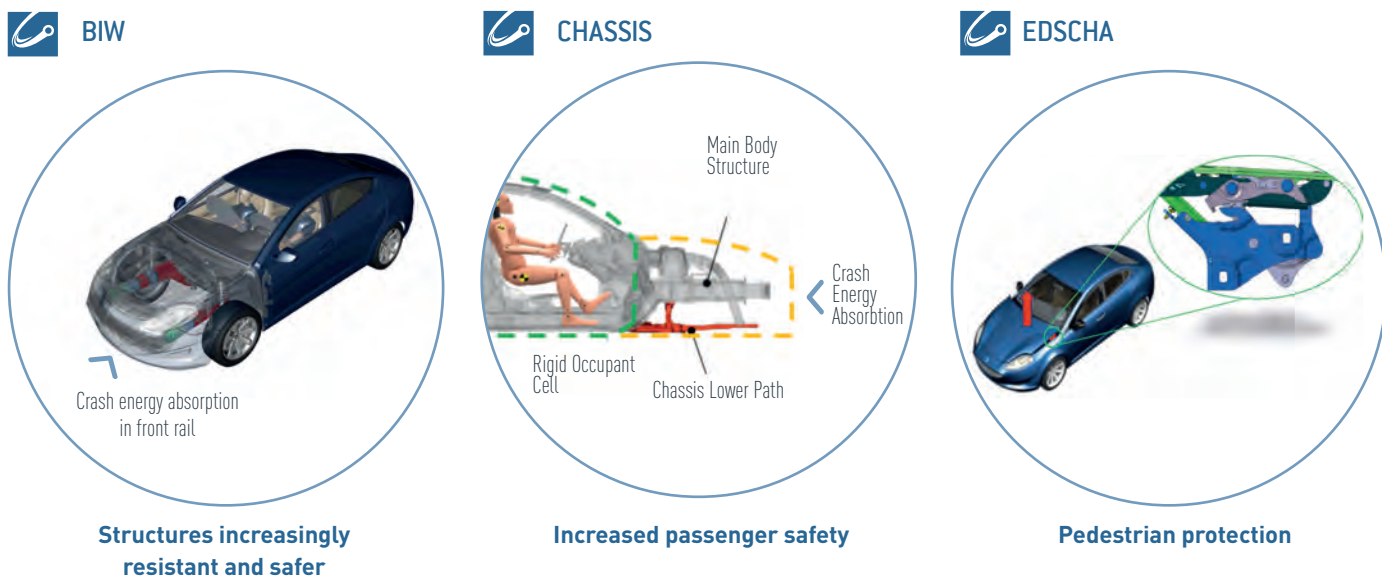 BIW
Crash energy absorption
in front rail
Structures increasingly
resistant and safer
CHASSIS
Main Body
Structure
Crash
Energy
Absorbtion
Rigid Occupant
Cell
Chassis Lower Path
Increased passenger safety
EDSCHA
Pedestrian protection